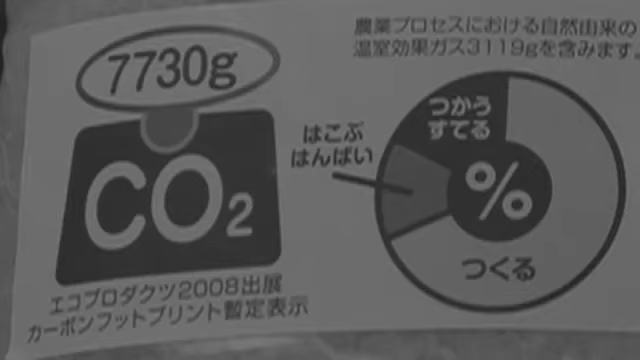 7730g
CO2
エコプロダクツ2008出展
カーボンフットプリント暫定表示
農業プロセスにおける自然由来の
温室効果ガス3119gを含みます。
つかう
すてる
はこぶ
はんばい
%
つくる